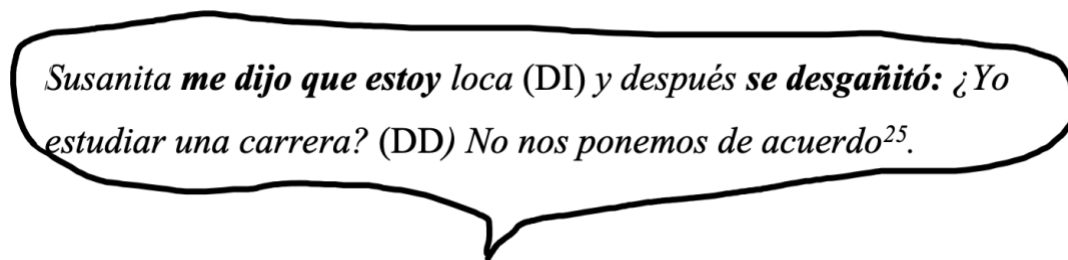 Susanita me dijo que estoy loca (DI) y después se desgañitó: ¿Yo
estudiar una carrera? (DD) No nos ponemos de acuerdo²⁵.